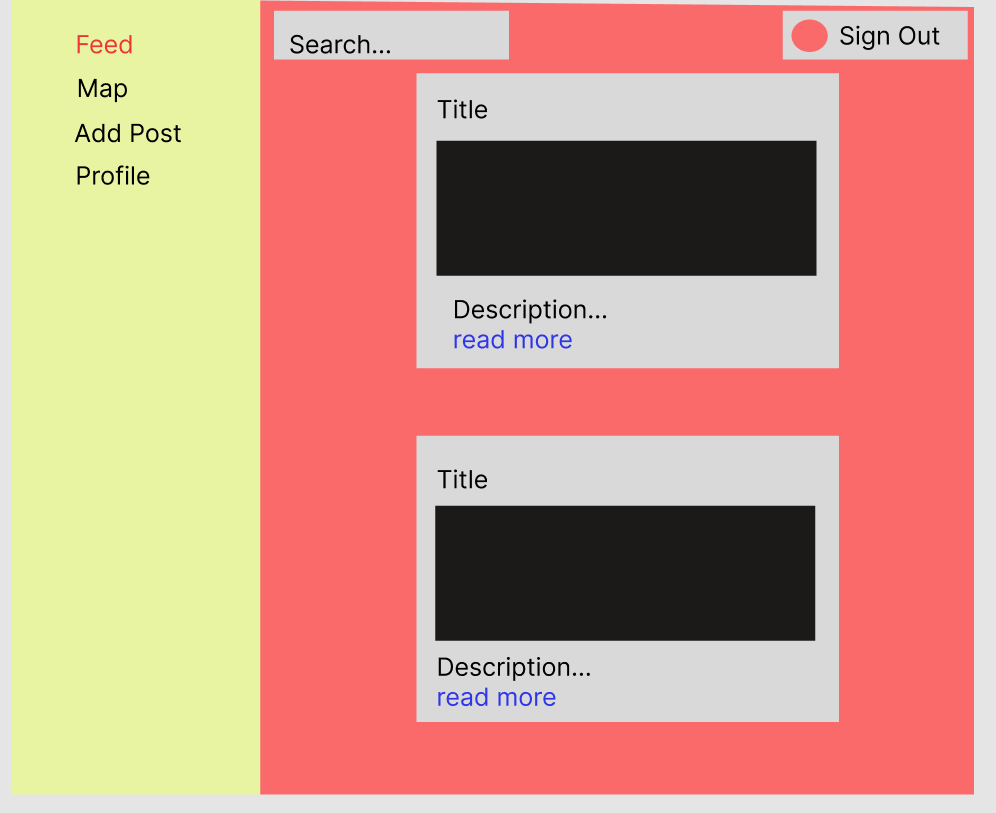 Feed
Map
Add Post
Profile
Search...
Sign Out
Title
Description...
read more
Title
Description...
read more